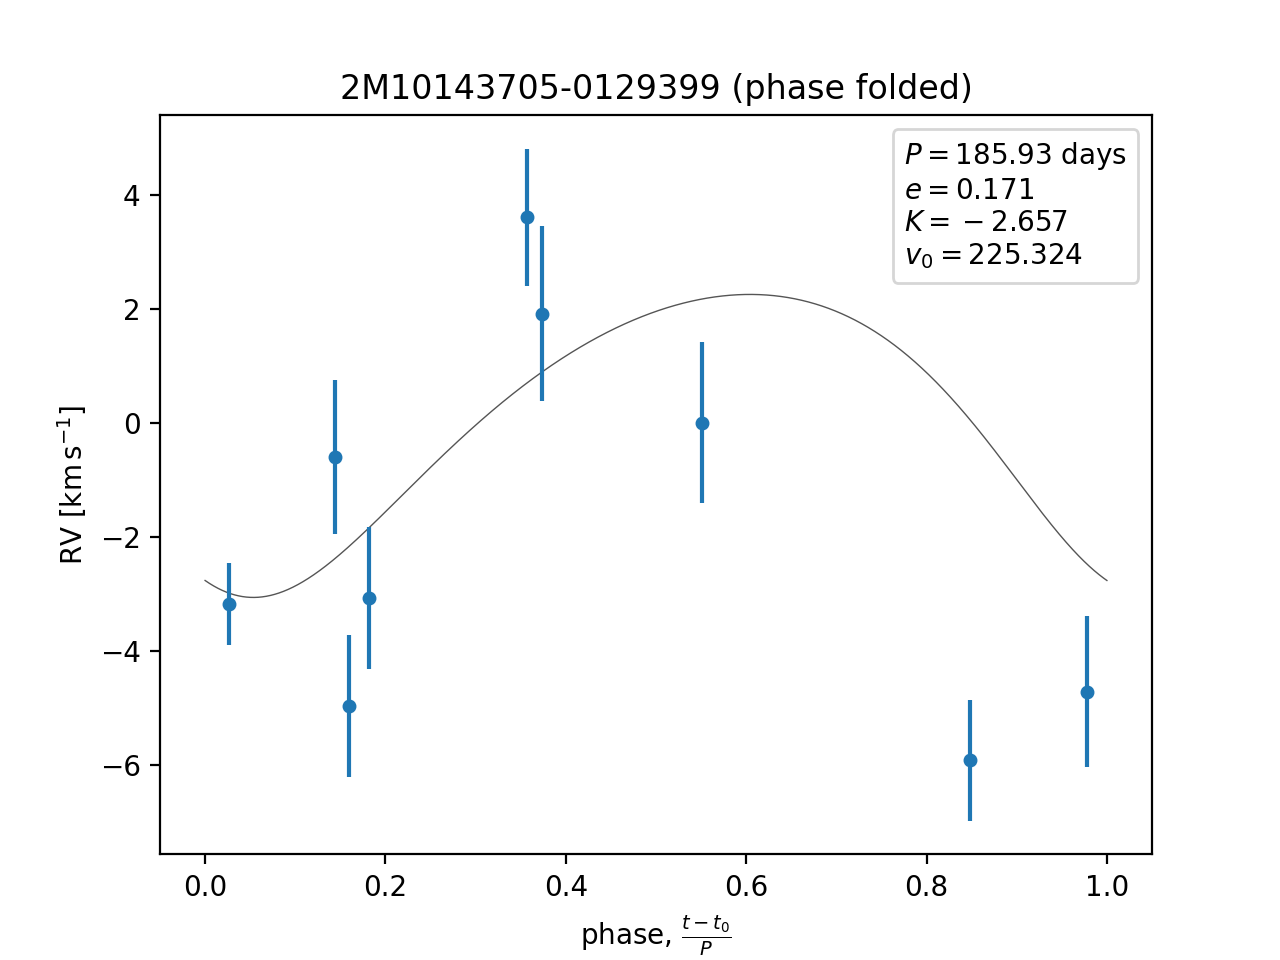 2M10143705-0129399 (phase folded)
P = 185.93 days
e = 0.171
K = −2.657
v₀ = 225.324
RV [km s⁻¹]
4
2
0
−2
−4
−6
0.0 0.2 0.4 0.6 0.8 1.0
phase, (t − t₀)/P